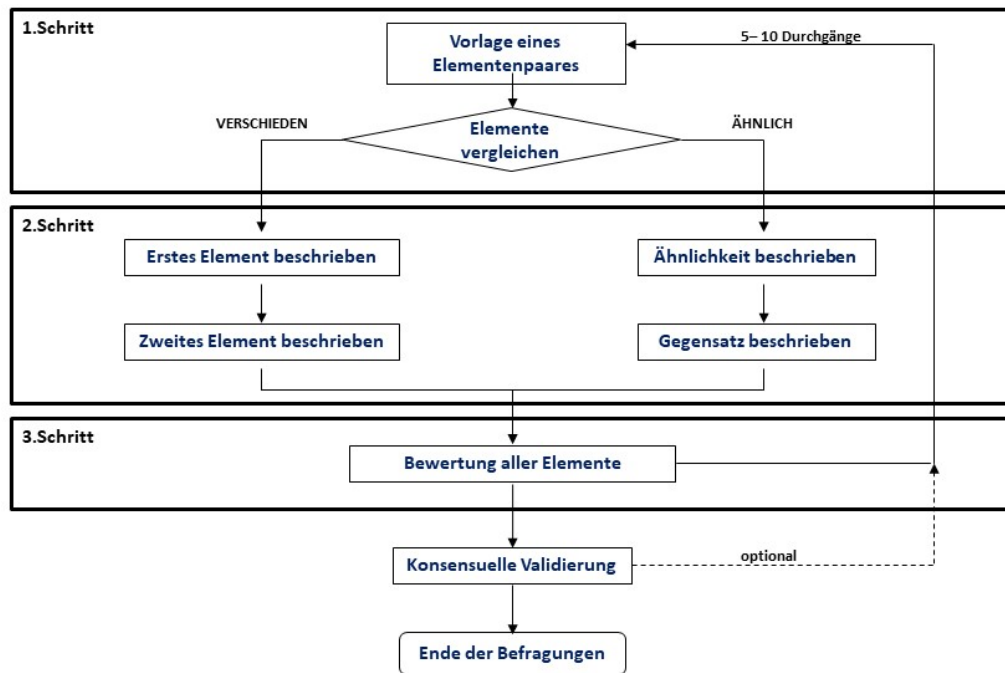 1.Schritt
Vorlage eines
Elementenpaares
5– 10 Durchgänge
VERSCHIEDEN
Elemente
vergleichen
ÄHNLICH
2.Schritt
Erstes Element beschrieben
Ähnlichkeit beschrieben
Zweites Element beschrieben
Gegensatz beschrieben
3.Schritt
Bewertung aller Elemente
Konsensuelle Validierung
optional
Ende der Befragungen